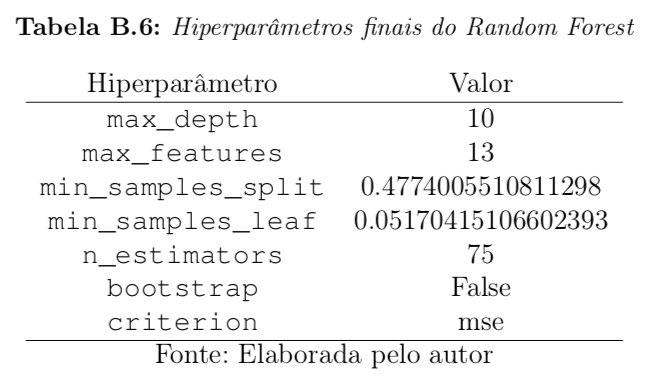 Tabela B.6: Hiperparâmetros finais do Random Forest
Hiperparâmetro Valor
max_depth 10
max_features 13
min_samples_split 0.4774005510811298
min_samples_leaf 0.05170415106602393
n_estimators 75
bootstrap False
criterion mse
Fonte: Elaborada pelo autor